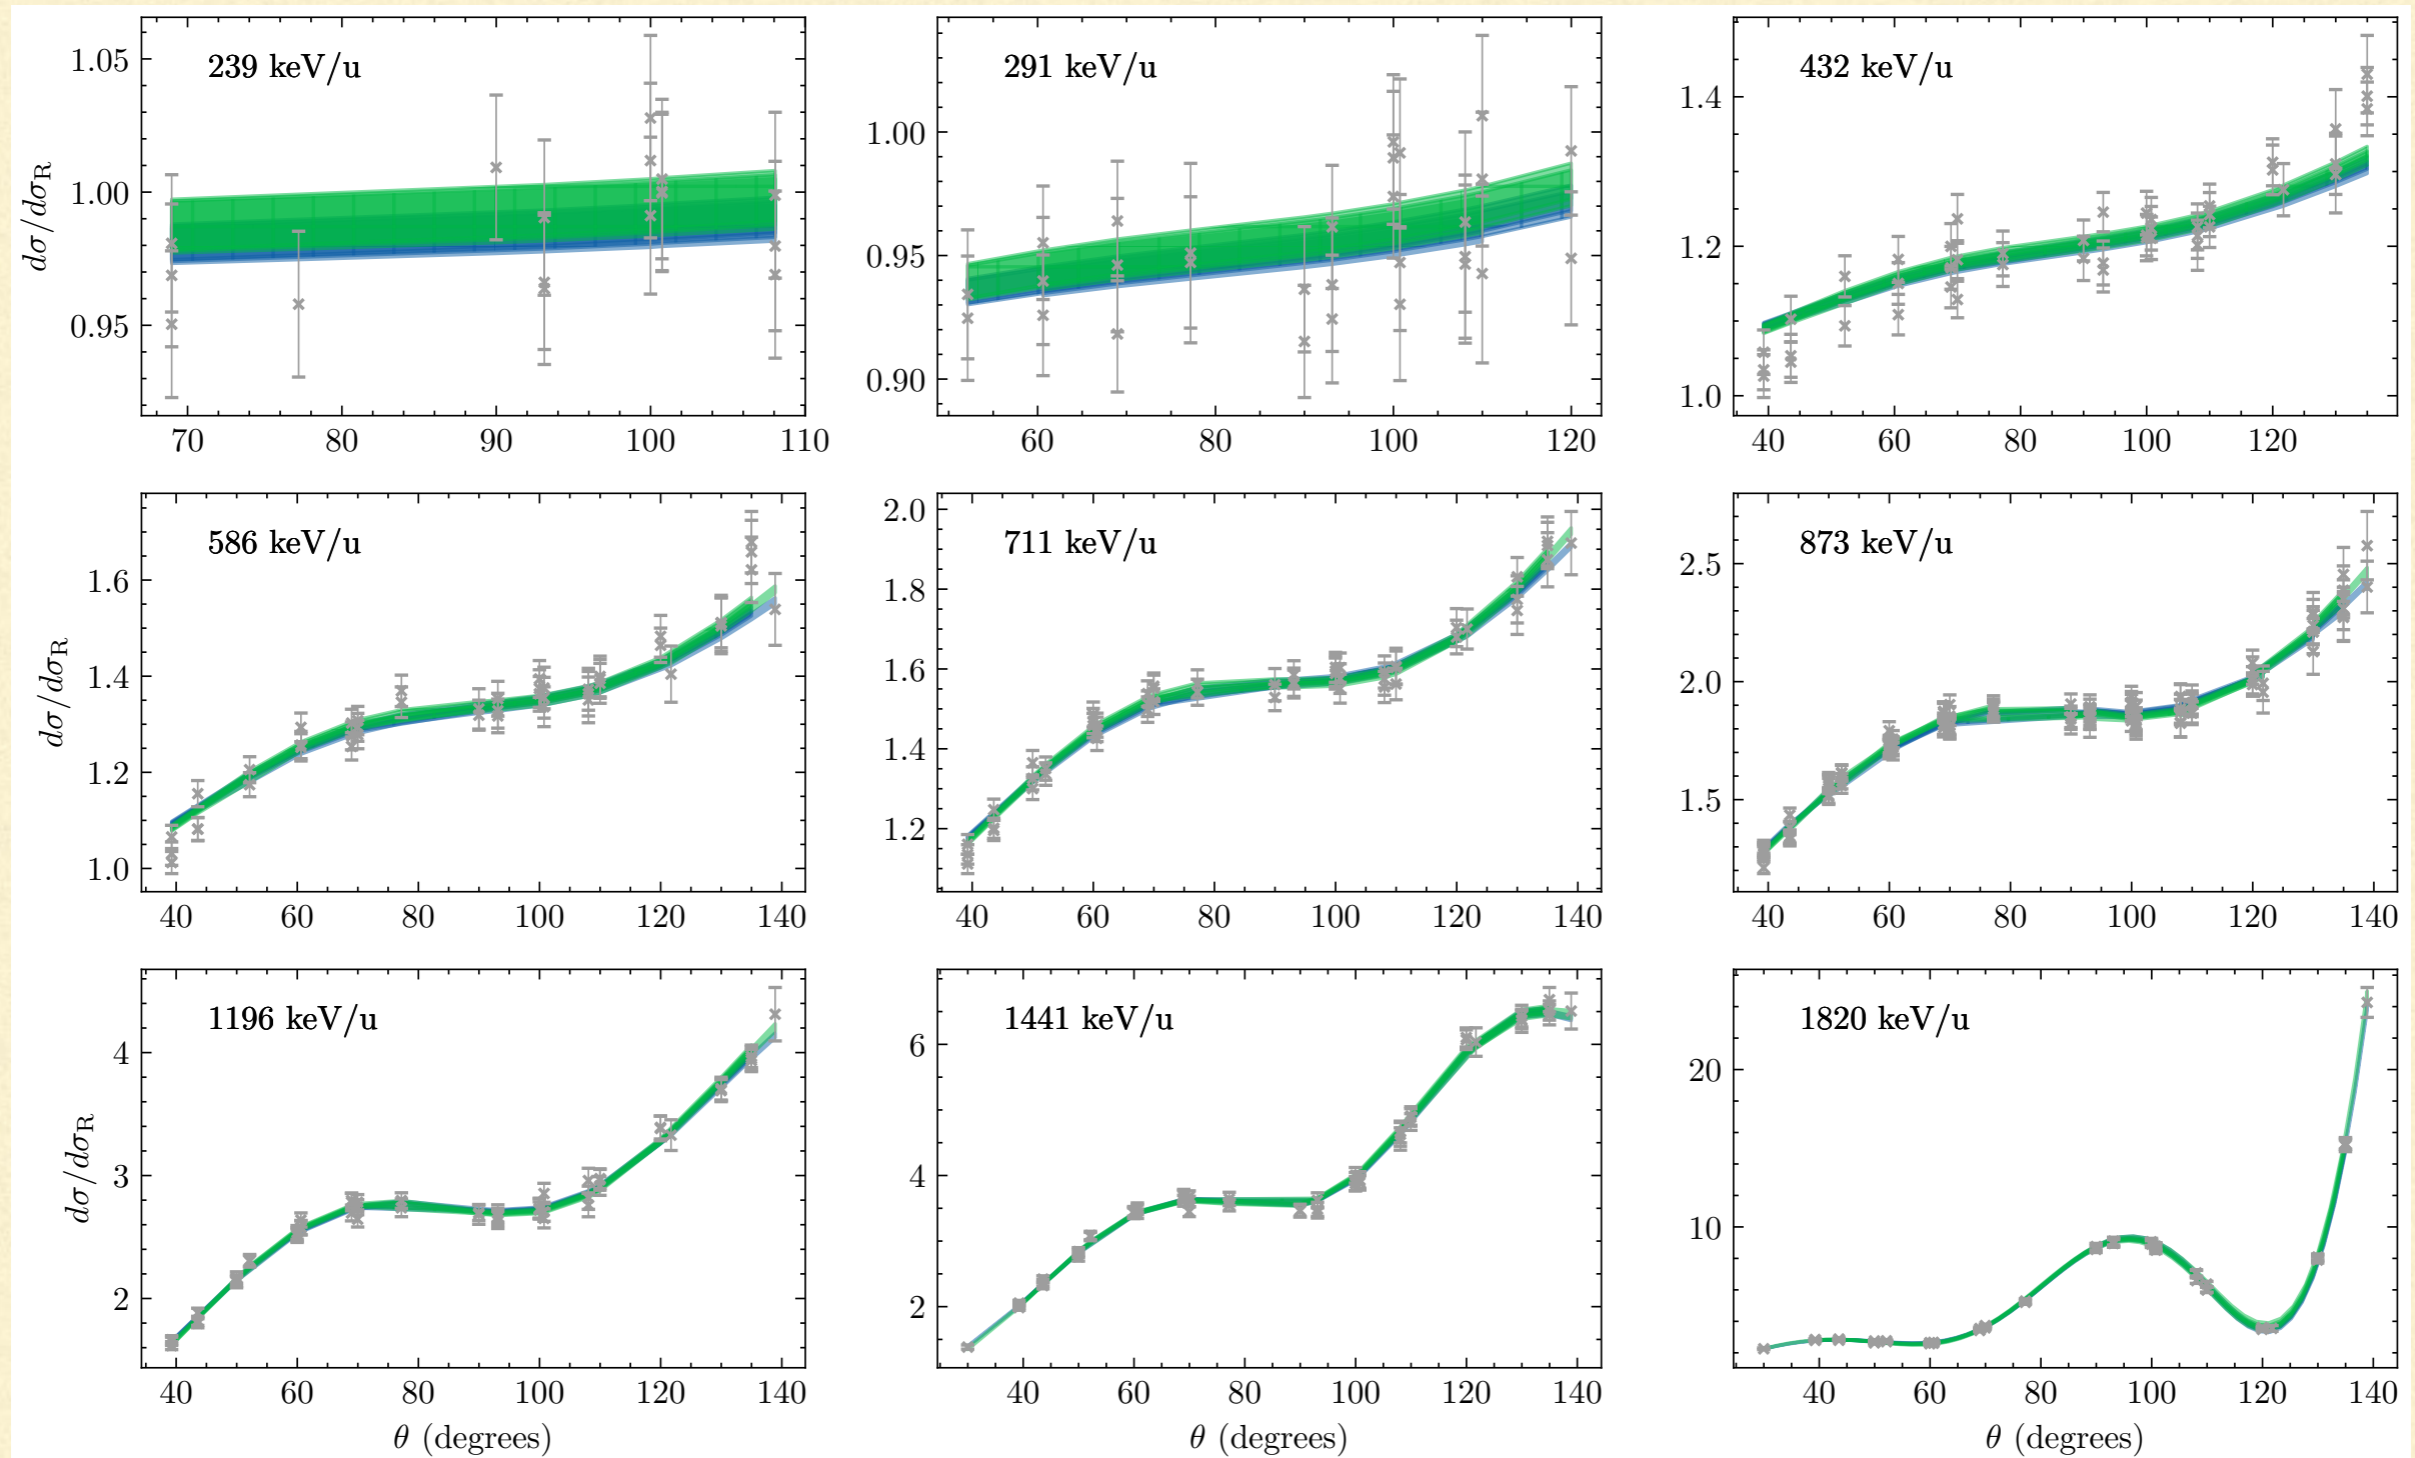 239 keV/u
291 keV/u
432 keV/u
dσ/dσR
1.05
1.00
0.95
1.00
0.95
0.90
1.4
1.2
1.0
70 80 90 100 110
60 80 100 120
40 60 80 100 120
586 keV/u
711 keV/u
873 keV/u
dσ/dσR
1.6
1.4
1.2
1.0
2.0
1.8
1.6
1.4
1.2
2.5
2.0
1.5
40 60 80 100 120 140
40 60 80 100 120 140
40 60 80 100 120 140
1196 keV/u
1441 keV/u
1820 keV/u
dσ/dσR
4
3
2
6
4
2
20
10
40 60 80 100 120 140
40 60 80 100 120 140
40 60 80 100 120 140
θ (degrees)
θ (degrees)
θ (degrees)